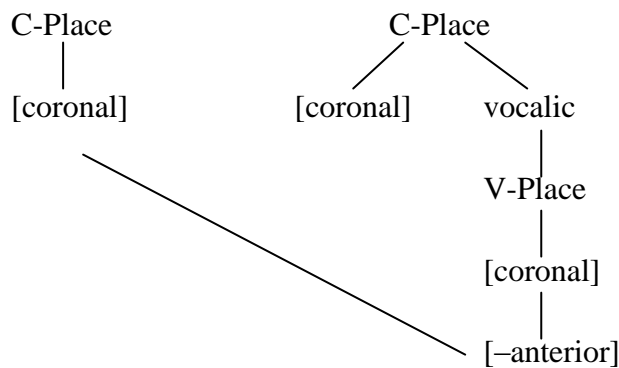 C-Place C-Place
[coronal] [coronal] vocalic
V-Place
[coronal]
[–anterior]